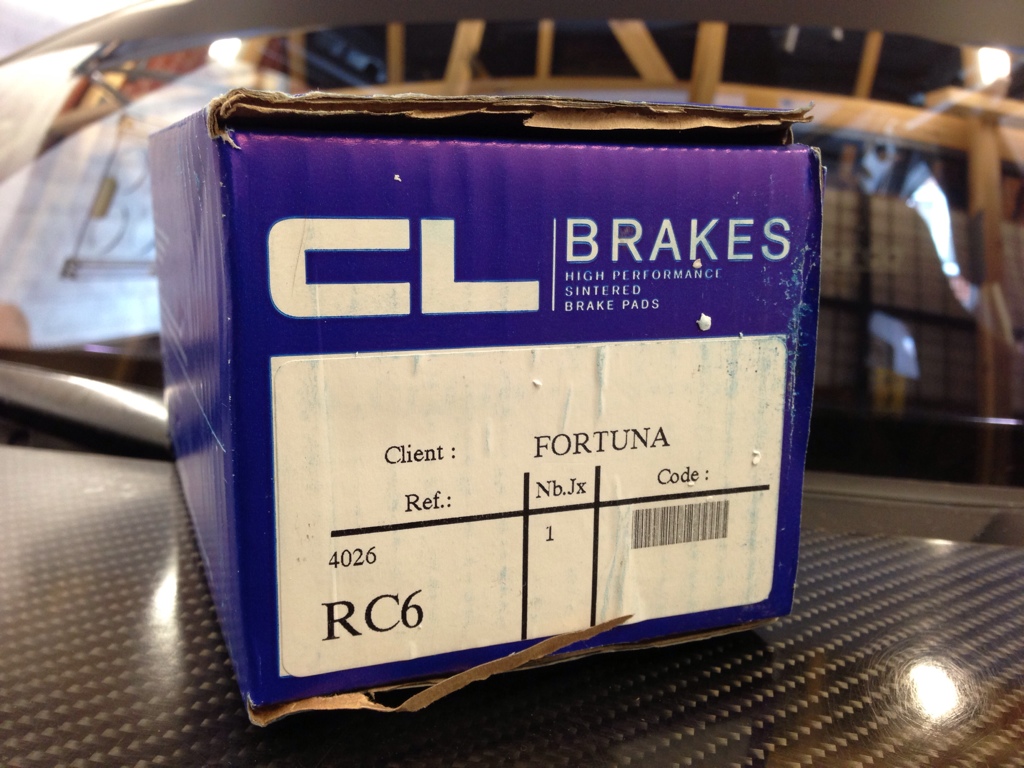 CL BRAKES
HIGH PERFORMANCE
SINTERED
BRAKE PADS
Client : FORTUNA
Ref.: Nb.Jx Code :
4026 1
RC6